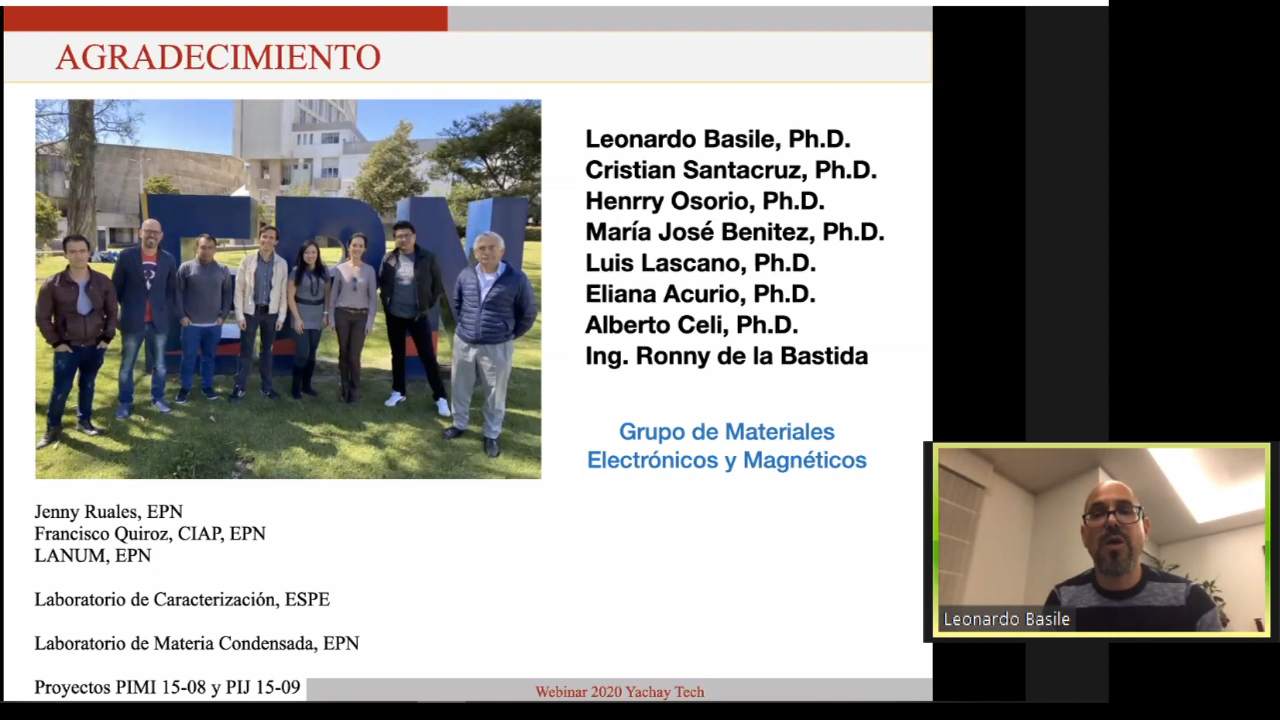 AGRADECIMIENTO
EPN
Leonardo Basile, Ph.D.
Cristian Santacruz, Ph.D.
Henrry Osorio, Ph.D.
María José Benitez, Ph.D.
Luis Lascano, Ph.D.
Eliana Acurio, Ph.D.
Alberto Celi, Ph.D.
Ing. Ronny de la Bastida
Grupo de Materiales
Electrónicos y Magnéticos
Jenny Ruales, EPN
Francisco Quiroz, CIAP, EPN
LANUM, EPN
Laboratorio de Caracterización, ESPE
Laboratorio de Materia Condensada, EPN
Proyectos PIMI 15-08 y PIJ 15-09
Webinar 2020 Yachay Tech
Leonardo Basile